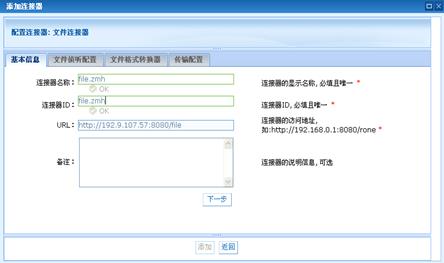 添加连接器
配置连接器: 文件连接器
基本信息 文件侦听配置 文件格式转换器 传输配置
连接器名称: file.zmh 连接器的显示名称, 必填且唯一 *
OK
连接器ID: file.zmh 连接器ID, 必填且唯一 *
OK
URL: http://192.9.107.57:8080/file 连接器的访问地址,
如:http://192.168.0.1:8080/rone *
备注: 连接器的说明信息, 可选
下一步
添加 返回